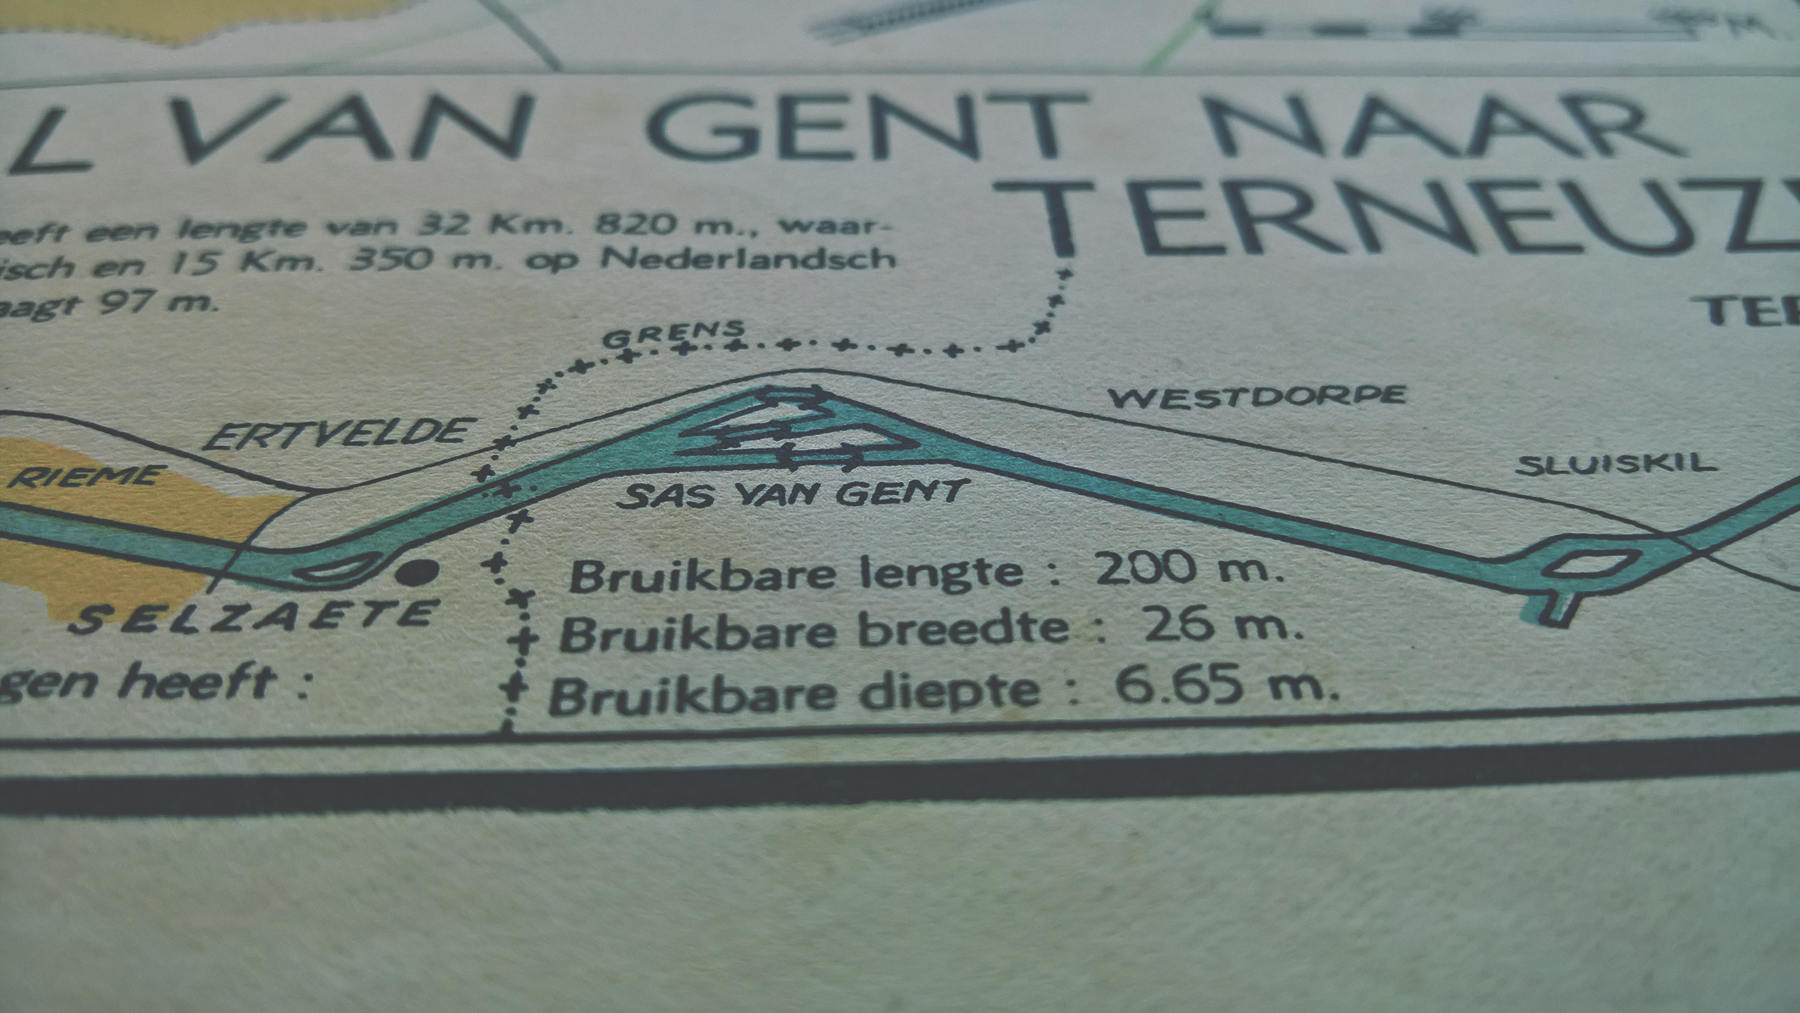 L VAN GENT NAAR
TERNEUZ
eeft een lengte van 32 Km. 820 m., waar-
isch en 15 Km. 350 m. op Nederlandsch
aagt 97 m.
TEE
GRENS
WESTDORPE
ERTVELDE
SLUISKIL
RIEME
SAS VAN GENT
SELZAETE
Bruikbare lengte : 200 m.
Bruikbare breedte : 26 m.
gen heeft :
Bruikbare diepte : 6.65 m.